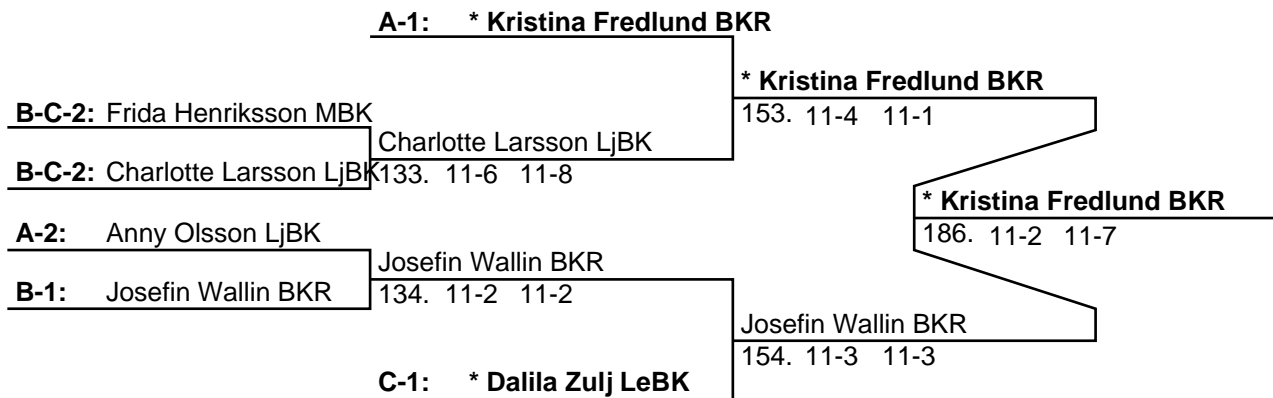 A-1: * Kristina Fredlund BKR
* Kristina Fredlund BKR
B-C-2: Frida Henriksson MBK
153. 11-4 11-1
Charlotte Larsson LjBK
B-C-2: Charlotte Larsson LjBK
133. 11-6 11-8
* Kristina Fredlund BKR
A-2: Anny Olsson LjBK
186. 11-2 11-7
Josefin Wallin BKR
B-1: Josefin Wallin BKR
134. 11-2 11-2
Josefin Wallin BKR
154. 11-3 11-3
C-1: * Dalila Zulj LeBK